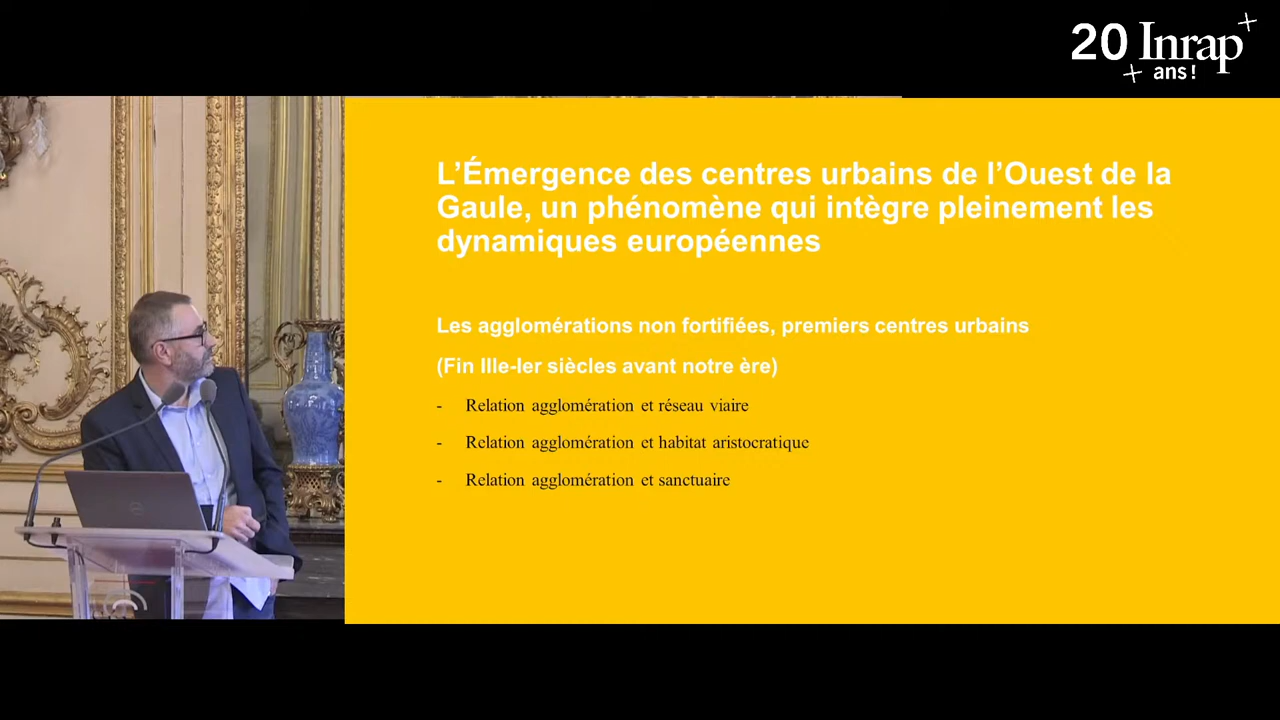 20 Inrap
ans !
L’Émergence des centres urbains de l’Ouest de la
Gaule, un phénomène qui intègre pleinement les
dynamiques européennes
Les agglomérations non fortifiées, premiers centres urbains
(Fin IIIe-Ier siècles avant notre ère)
- Relation agglomération et réseau viaire
- Relation agglomération et habitat aristocratique
- Relation agglomération et sanctuaire